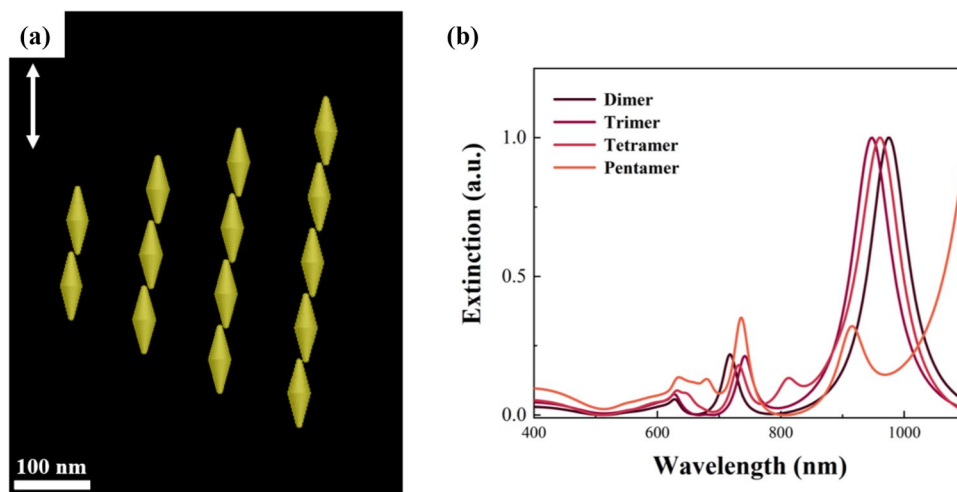 (a)
100 nm
(b)
Extinction (a.u.)
1.0
0.5
0.0
Dimer
Trimer
Tetramer
Pentamer
400
600
800
1000
Wavelength (nm)